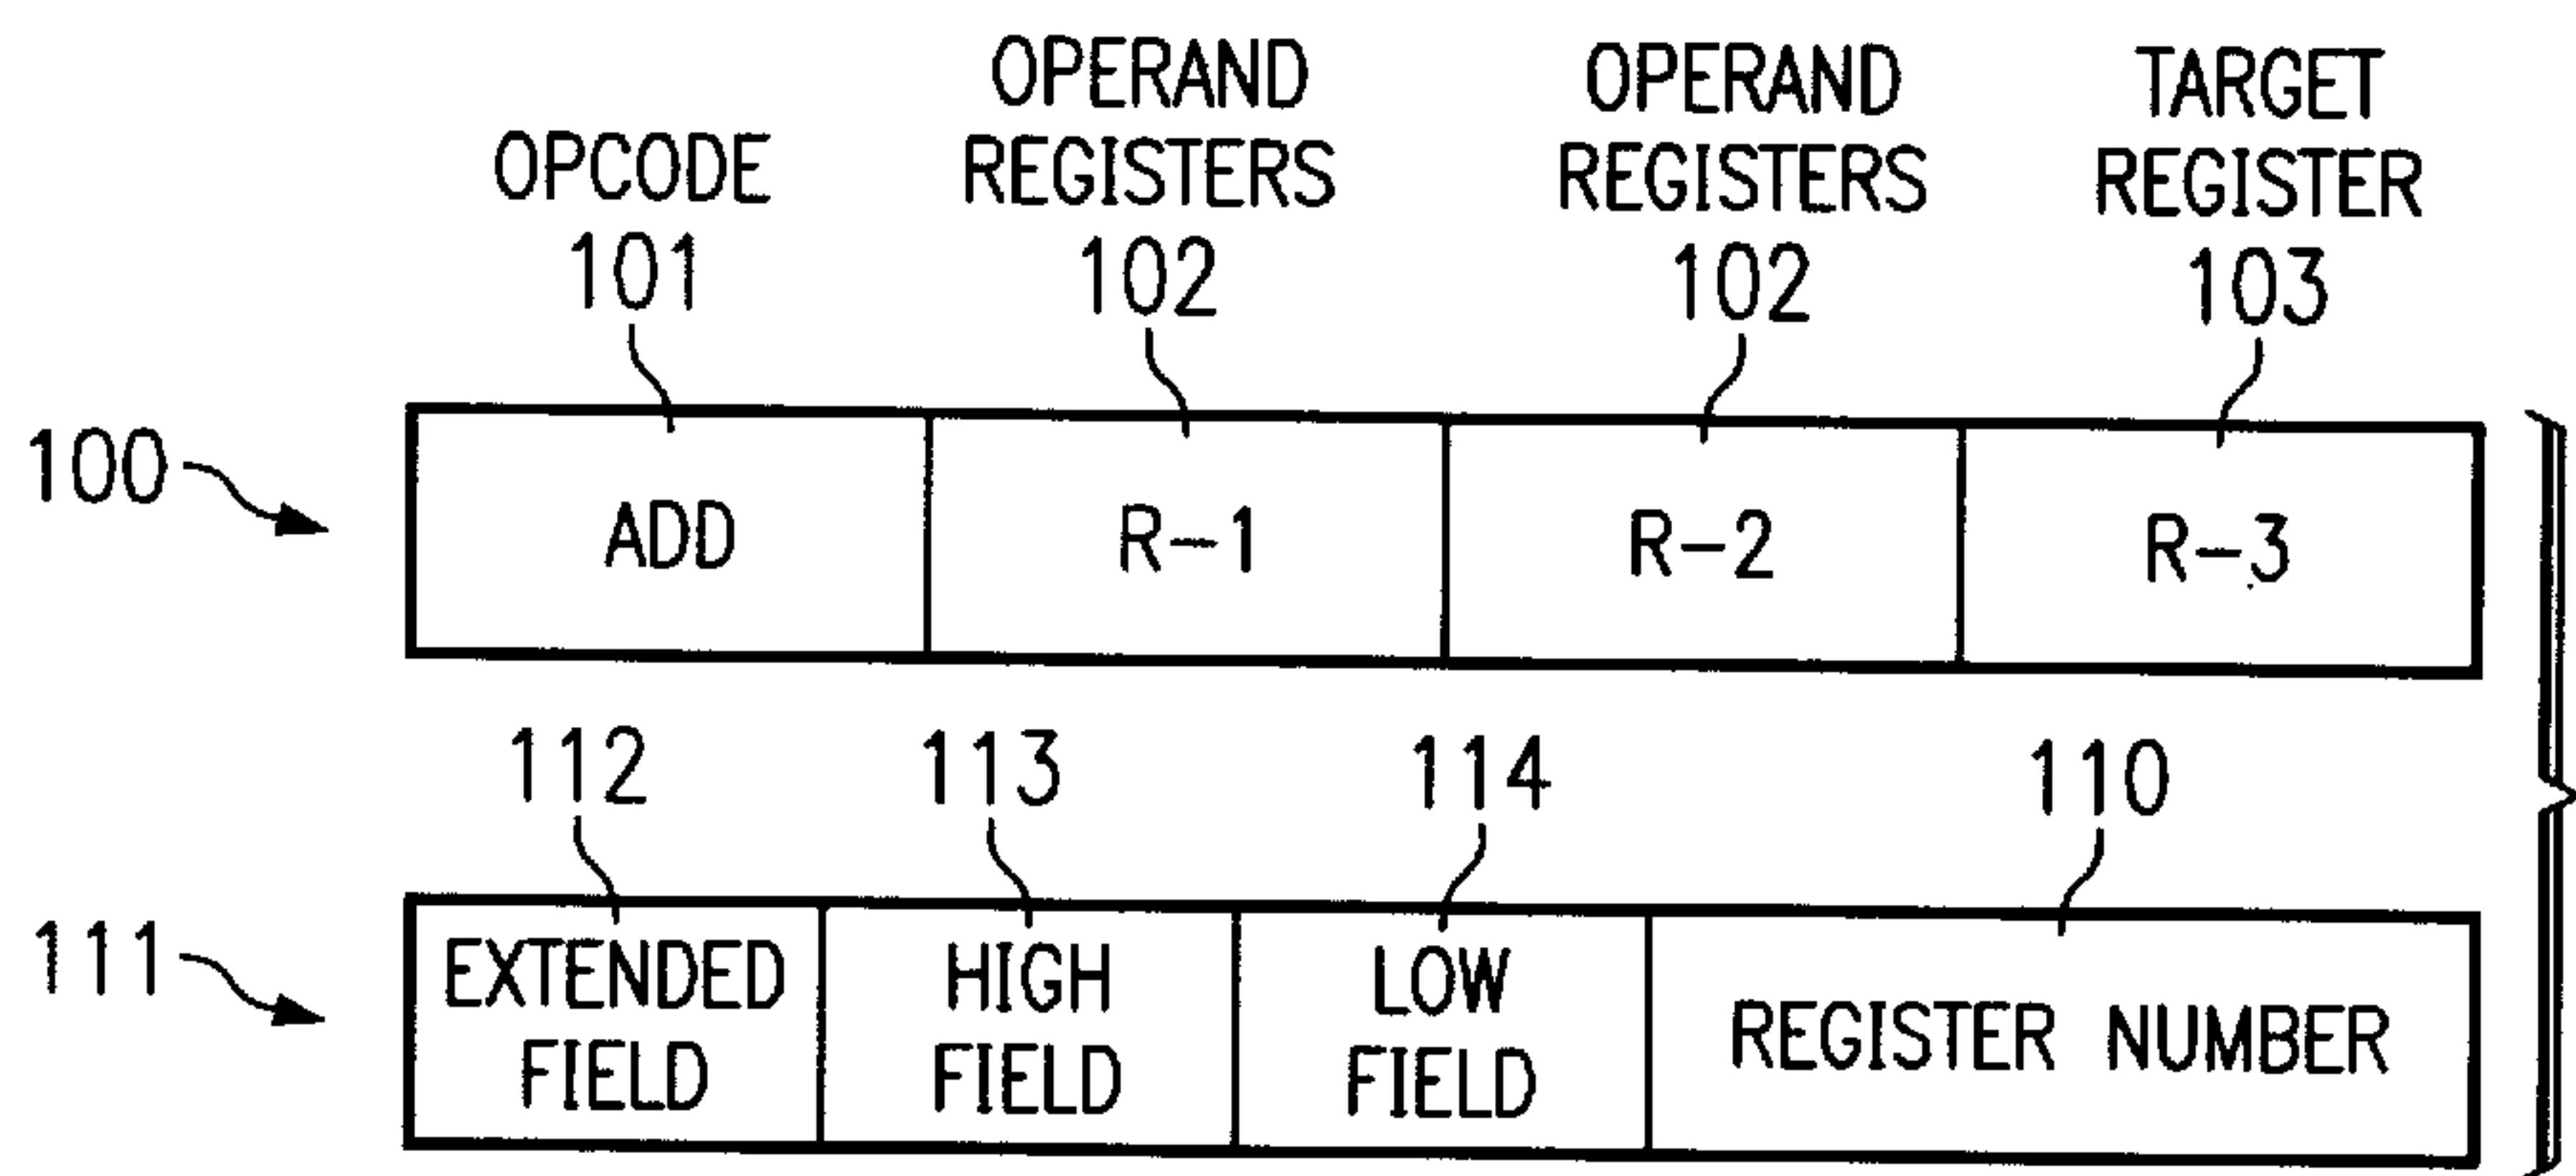 OPCODE
101
OPERAND
REGISTERS
102
OPERAND
REGISTERS
102
TARGET
REGISTER
103
100
ADD
R-1
R-2
R-3
112
113
114
110
111
EXTENDED
FIELD
HIGH
FIELD
LOW
FIELD
REGISTER NUMBER